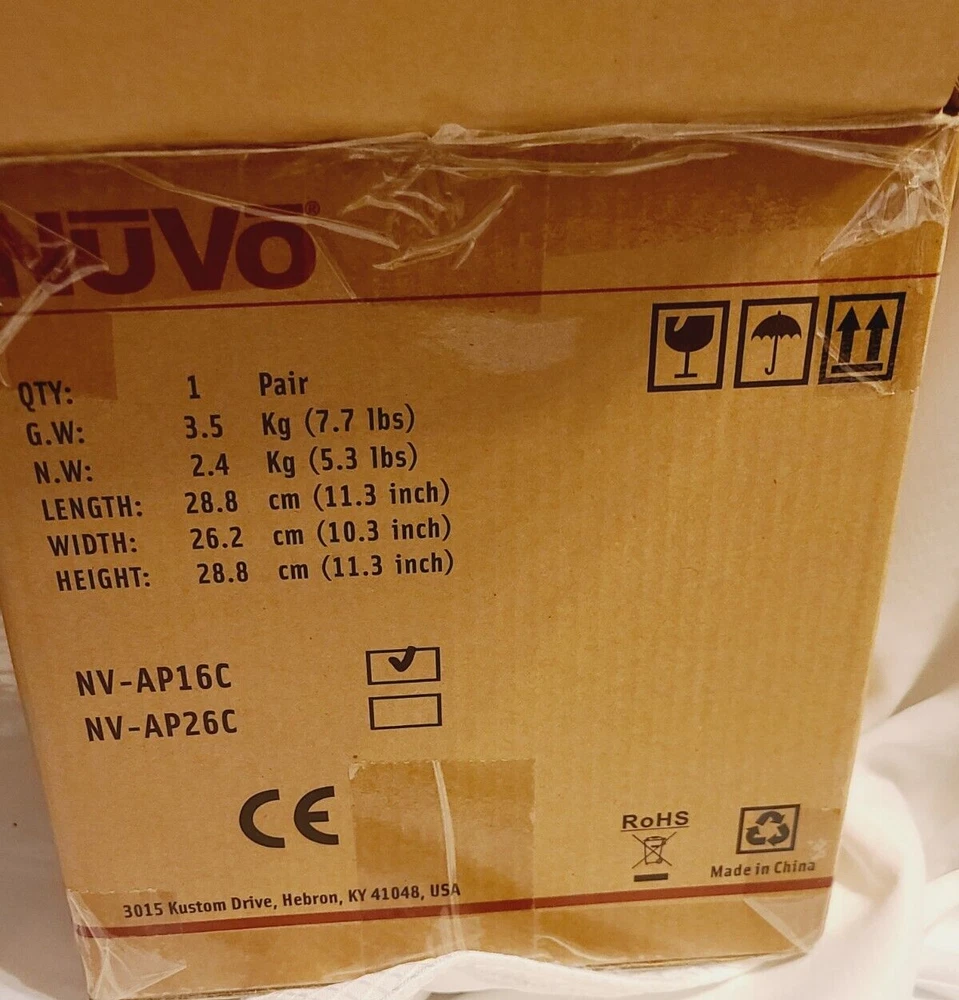 NuVo®
QTY: 1 Pair
G.W: 3.5 Kg (7.7 lbs)
N.W: 2.4 Kg (5.3 lbs)
LENGTH: 28.8 cm (11.3 inch)
WIDTH: 26.2 cm (10.3 inch)
HEIGHT: 28.8 cm (11.3 inch)
NV-AP16C
NV-AP26C
CE
RoHS
Made in China
3015 Kustom Drive, Hebron, KY 41048, USA